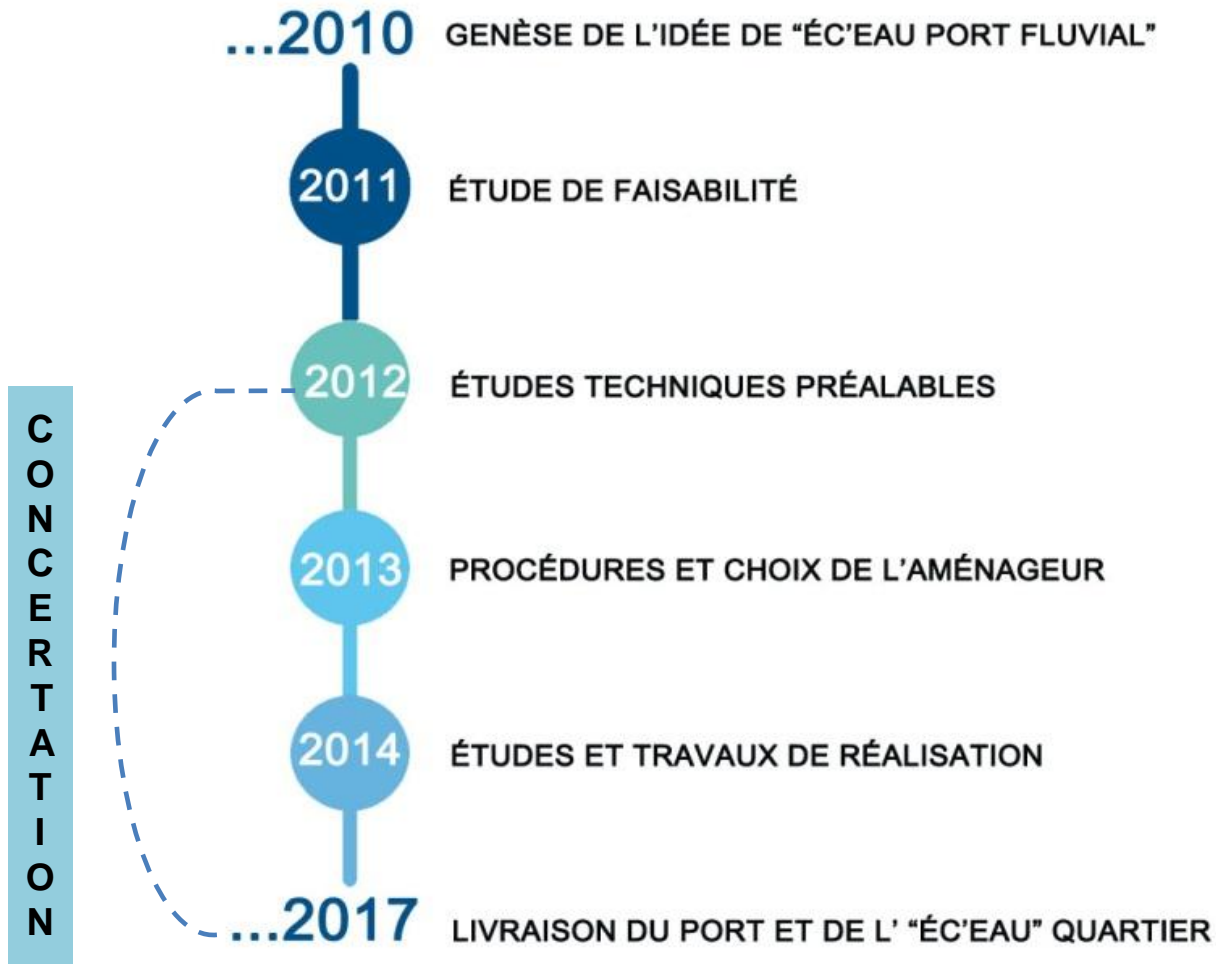 ...2010 GENÈSE DE L'IDÉE DE “ÉC'EAU PORT FLUVIAL”
2011 ÉTUDE DE FAISABILITÉ
2012 ÉTUDES TECHNIQUES PRÉALABLES
2013 PROCÉDURES ET CHOIX DE L'AMÉNAGEUR
2014 ÉTUDES ET TRAVAUX DE RÉALISATION
...2017 LIVRAISON DU PORT ET DE L' “ÉC'EAU” QUARTIER
CONCERTATION